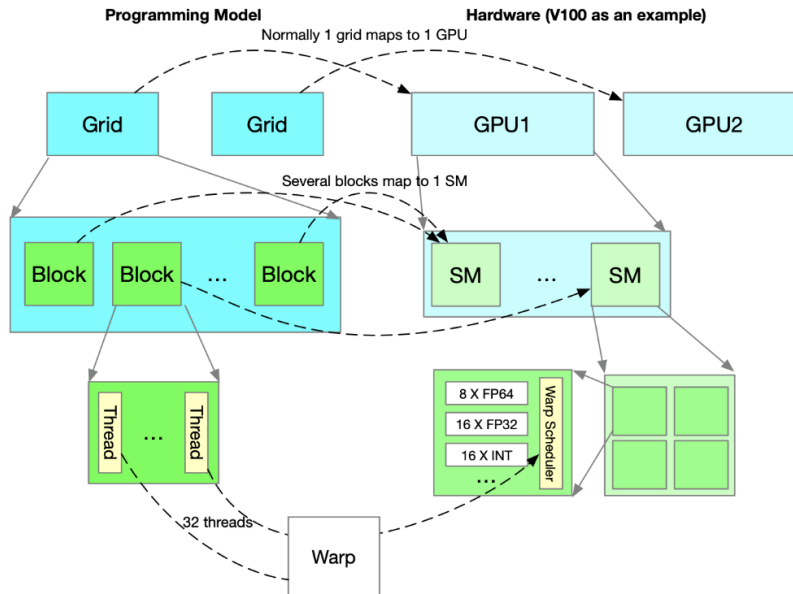 Programming Model
Hardware (V100 as an example)
Normally 1 grid maps to 1 GPU
Grid
Grid
GPU1
GPU2
Several blocks map to 1 SM
Block
Block
...
Block
SM
...
SM
Thread
...
Thread
8 X FP64
16 X FP32
16 X INT
...
Warp Scheduler
32 threads
Warp